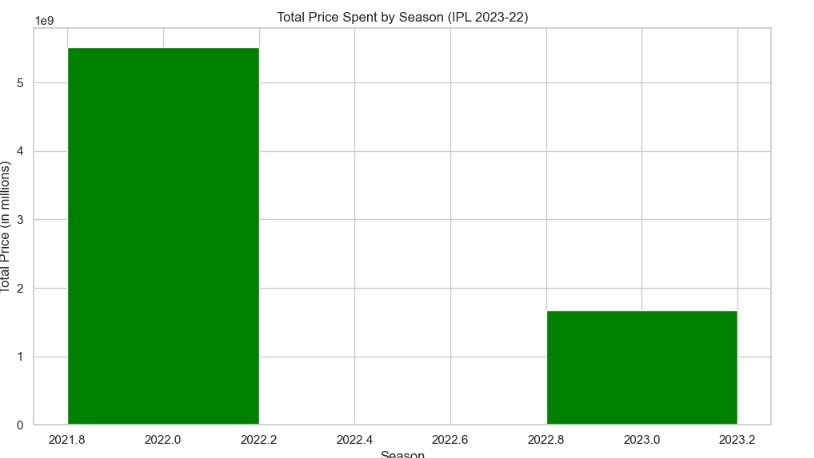 Total Price Spent by Season (IPL 2023-22)
1e9
5
4
3
2
1
0
Total Price (in millions)
2021.8 2022.0 2022.2 2022.4 2022.6 2022.8 2023.0 2023.2
Season